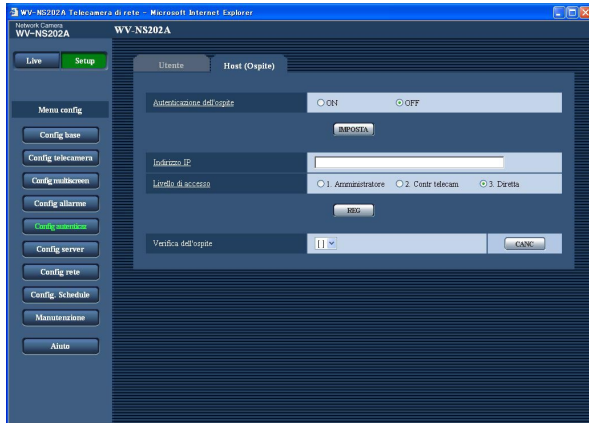 WV-NS202A Telecamera di rete - Microsoft Internet Explorer
Network Camera
WV-NS202A
WV-NS202A
Live Setup
Utente Host (Ospite)
Menu config
Autenticazione dell'ospite ON OFF
IMPOSTA
Config base
Config telecamera
Indirizzo IP
Config multiscreen
Livello di accesso 1. Amministratore 2. Contr telecam 3. Diretta
Config allarme
REG
Config autenticaz
Config server
Verifica dell'ospite [ ] CANC
Config rete
Config. Schedule
Manutenzione
Aiuto